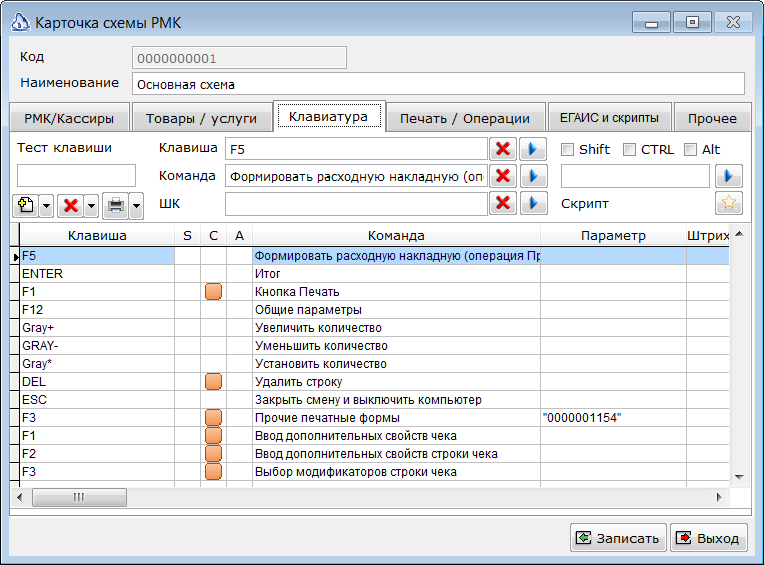 Карточка схемы РМК
Код 0000000001
Наименование Основная схема
РМК/Кассиры Товары / услуги Клавиатура Печать / Операции ЕГАИС и скрипты Прочее
Тест клавиши Клавиша F5 Shift CTRL Alt
Команда Формировать расходную накладную (оп
ШК Скрипт
Клавиша S C A Команда Параметр Штрих
F5 Формировать расходную накладную (операция Пр
ENTER Итог
F1 Кнопка Печать
F12 Общие параметры
Gray+ Увеличить количество
GRAY- Уменьшить количество
Gray* Установить количество
DEL Удалить строку
ESC Закрыть смену и выключить компьютер
F3 Прочие печатные формы "0000001154"
F1 Ввод дополнительных свойств чека
F2 Ввод дополнительных свойств строки чека
F3 Выбор модификаторов строки чека
Записать Выход